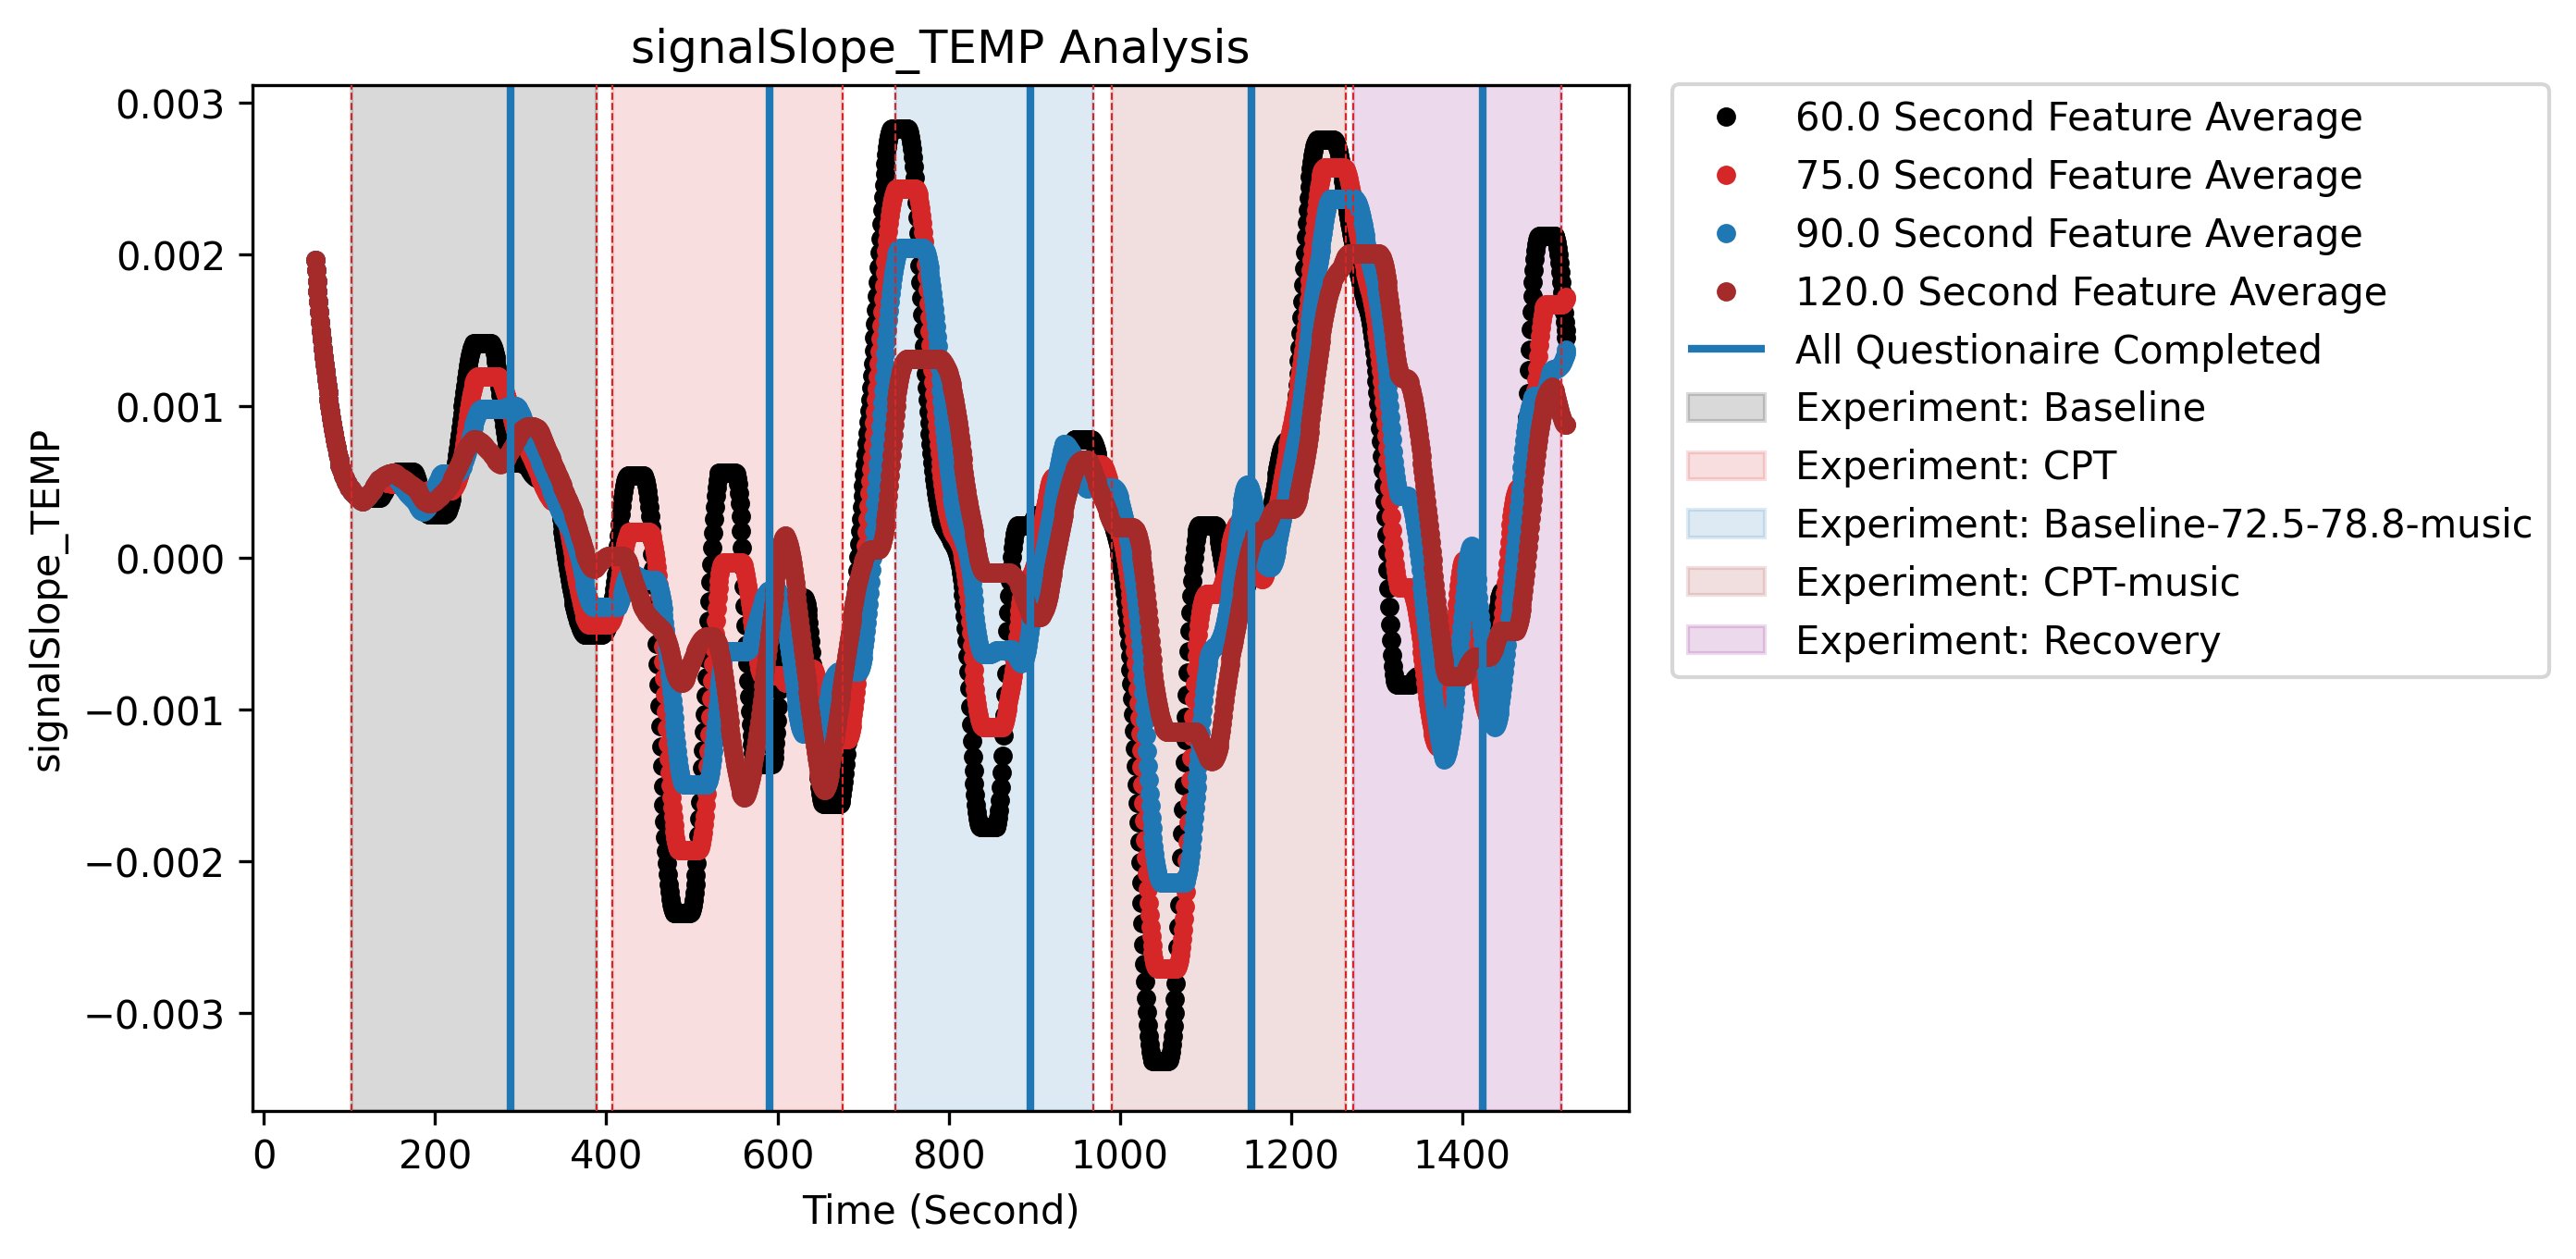 signalSlope_TEMP Analysis
signalSlope_TEMP
0.003
0.002
0.001
0.000
−0.001
−0.002
−0.003
0 200 400 600 800 1000 1200 1400
Time (Second)
60.0 Second Feature Average
75.0 Second Feature Average
90.0 Second Feature Average
120.0 Second Feature Average
All Questionaire Completed
Experiment: Baseline
Experiment: CPT
Experiment: Baseline-72.5-78.8-music
Experiment: CPT-music
Experiment: Recovery